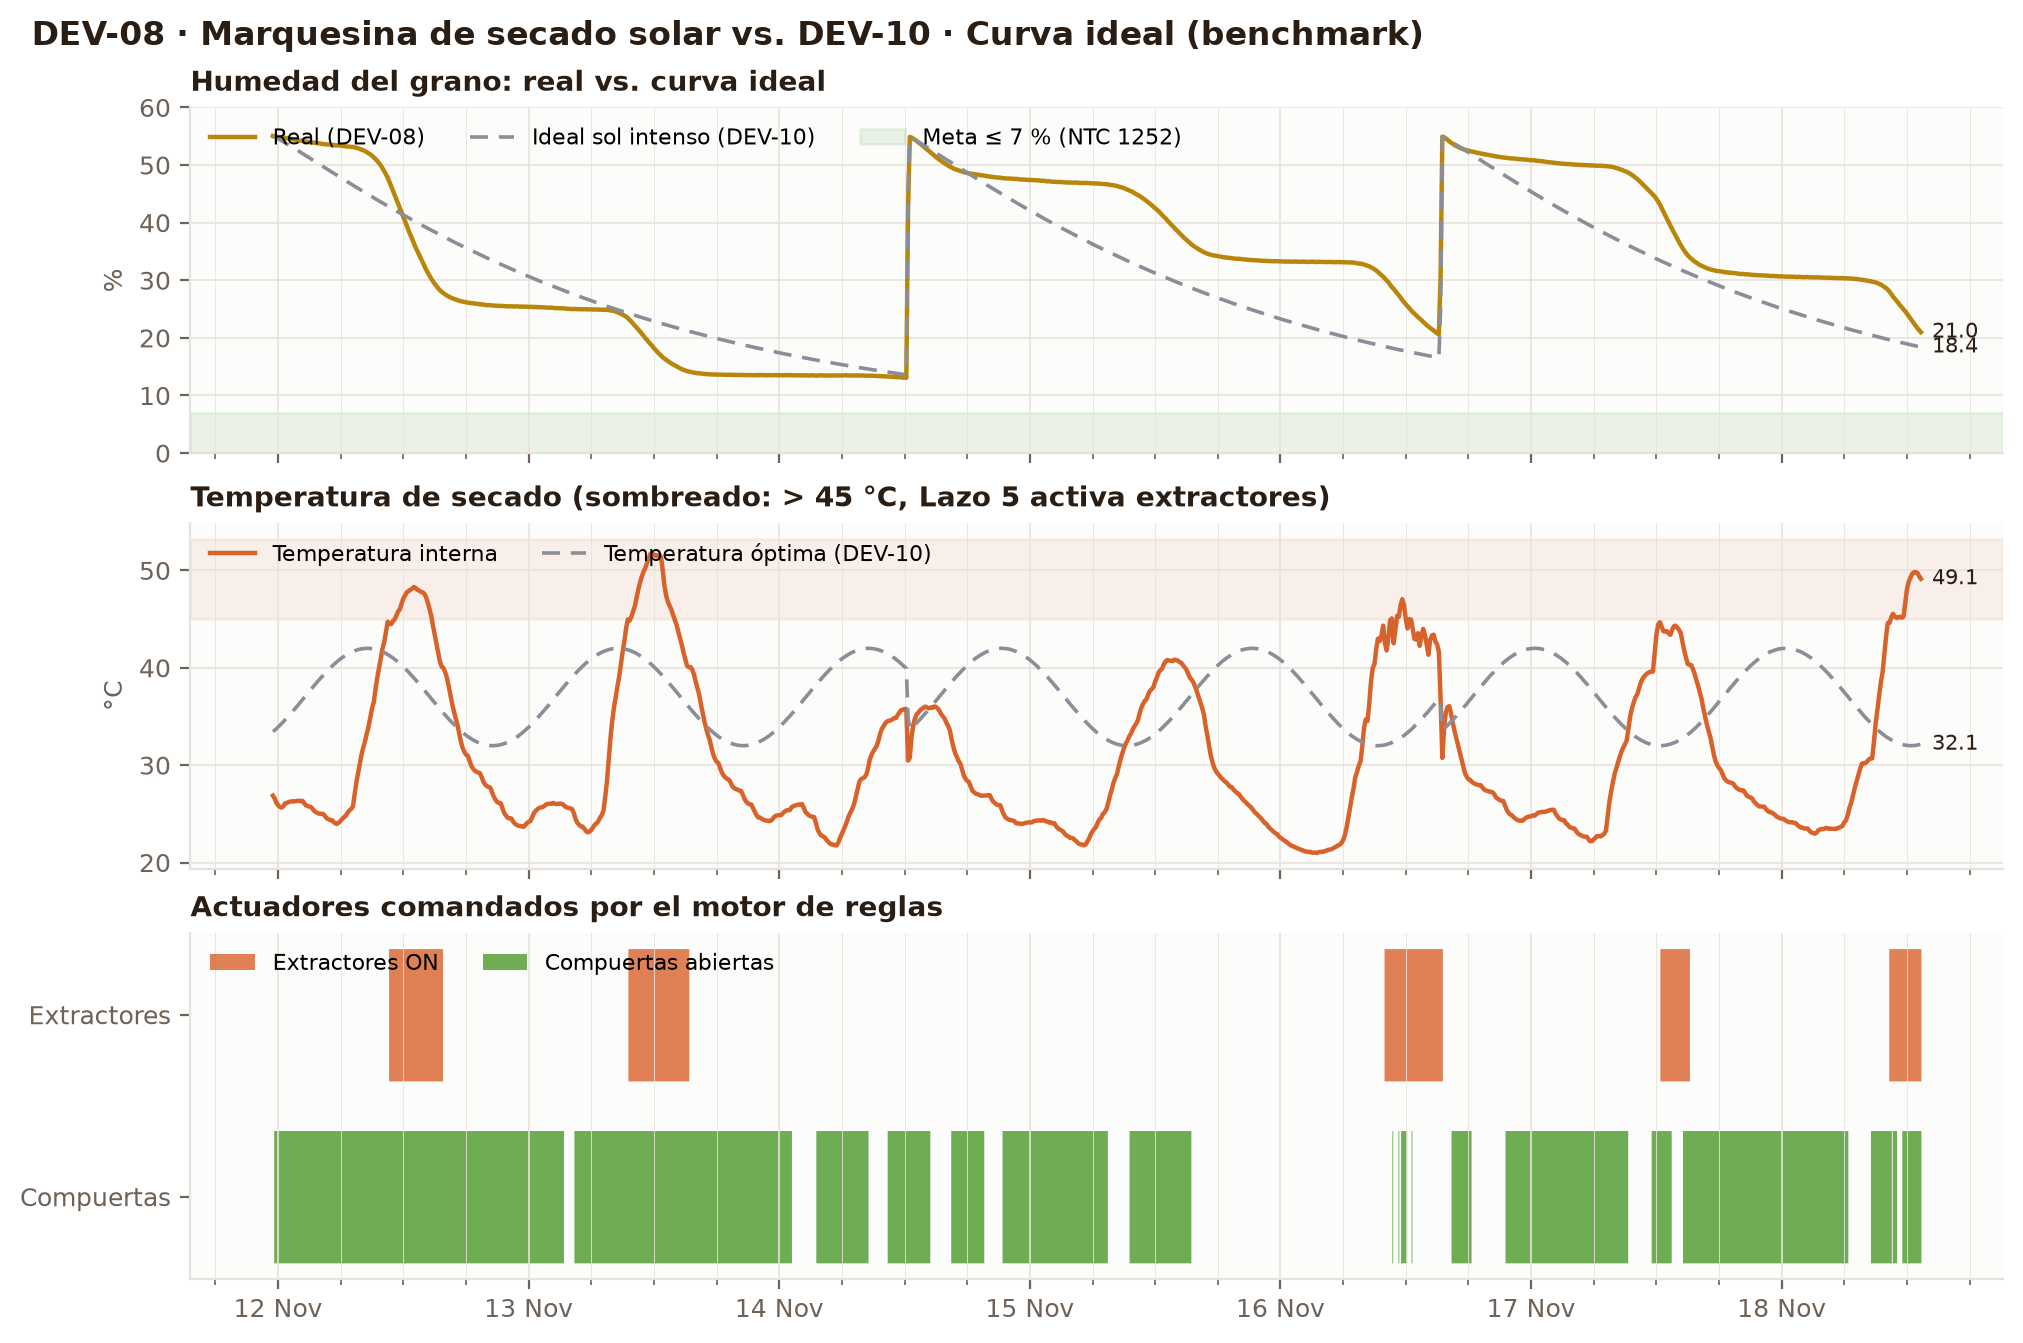 DEV-08 · Marquesina de secado solar vs. DEV-10 · Curva ideal (benchmark)
Humedad del grano: real vs. curva ideal
Real (DEV-08)
Ideal sol intenso (DEV-10)
Meta ≤ 7 % (NTC 1252)
60
50
40
30
20
10
0
%
21.0
18.4
Temperatura de secado (sombreado: > 45 °C, Lazo 5 activa extractores)
Temperatura interna
Temperatura óptima (DEV-10)
50
40
30
20
°C
49.1
32.1
Actuadores comandados por el motor de reglas
Extractores ON
Compuertas abiertas
Extractores
Compuertas
12 Nov
13 Nov
14 Nov
15 Nov
16 Nov
17 Nov
18 Nov